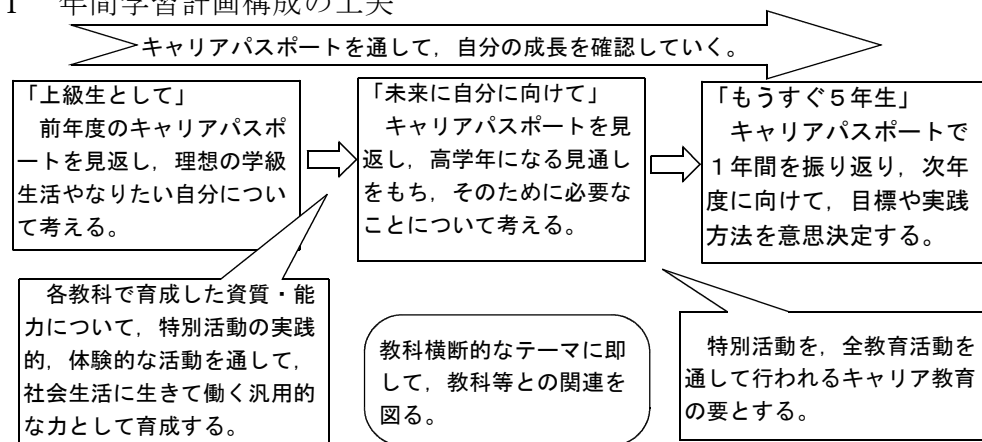 1　年間学習計画構成の工夫
キャリアパスポートを通して，自分の成長を確認していく。
「上級生として」
　前年度のキャリアパスポ
ートを見返し，理想の学級
生活やなりたい自分につい
て考える。
「未来に自分に向けて」
　キャリアパスポートを見
返し，高学年になる見通し
をもち，そのために必要な
ことについて考える。
「もうすぐ５年生」
　キャリアパスポートで
１年間を振り返り，次年
度に向けて，目標や実践
方法を意思決定する。
　各教科で育成した資質・能
力について，特別活動の実践
的，体験的な活動を通して，
社会生活に生きて働く汎用的
な力として育成する。
教科横断的なテーマに即
して，教科等との関連を
図る。
　特別活動を，全教育活動を
通して行われるキャリア教育
の要とする。